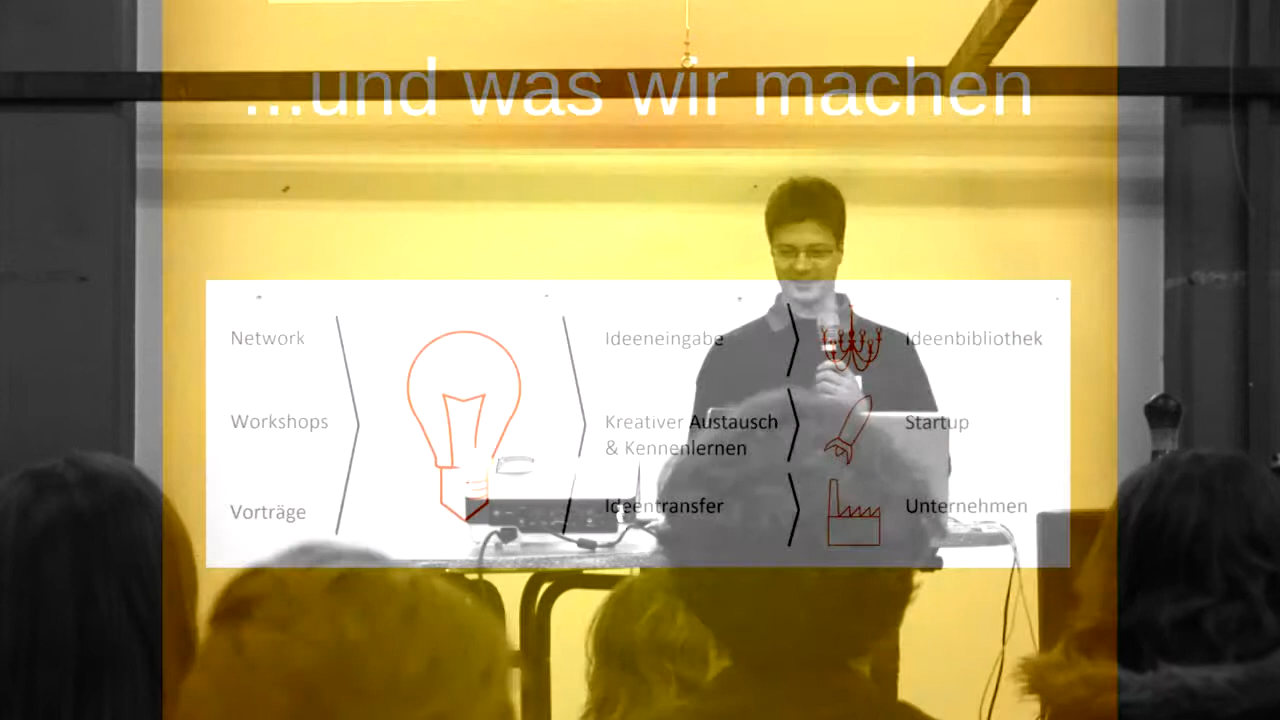 ...und was wir machen
Network
Workshops
Vorträge
Ideeneingabe
Kreativer Austausch
& Kennenlernen
Ideentransfer
Ideenbibliothek
Startup
Unternehmen